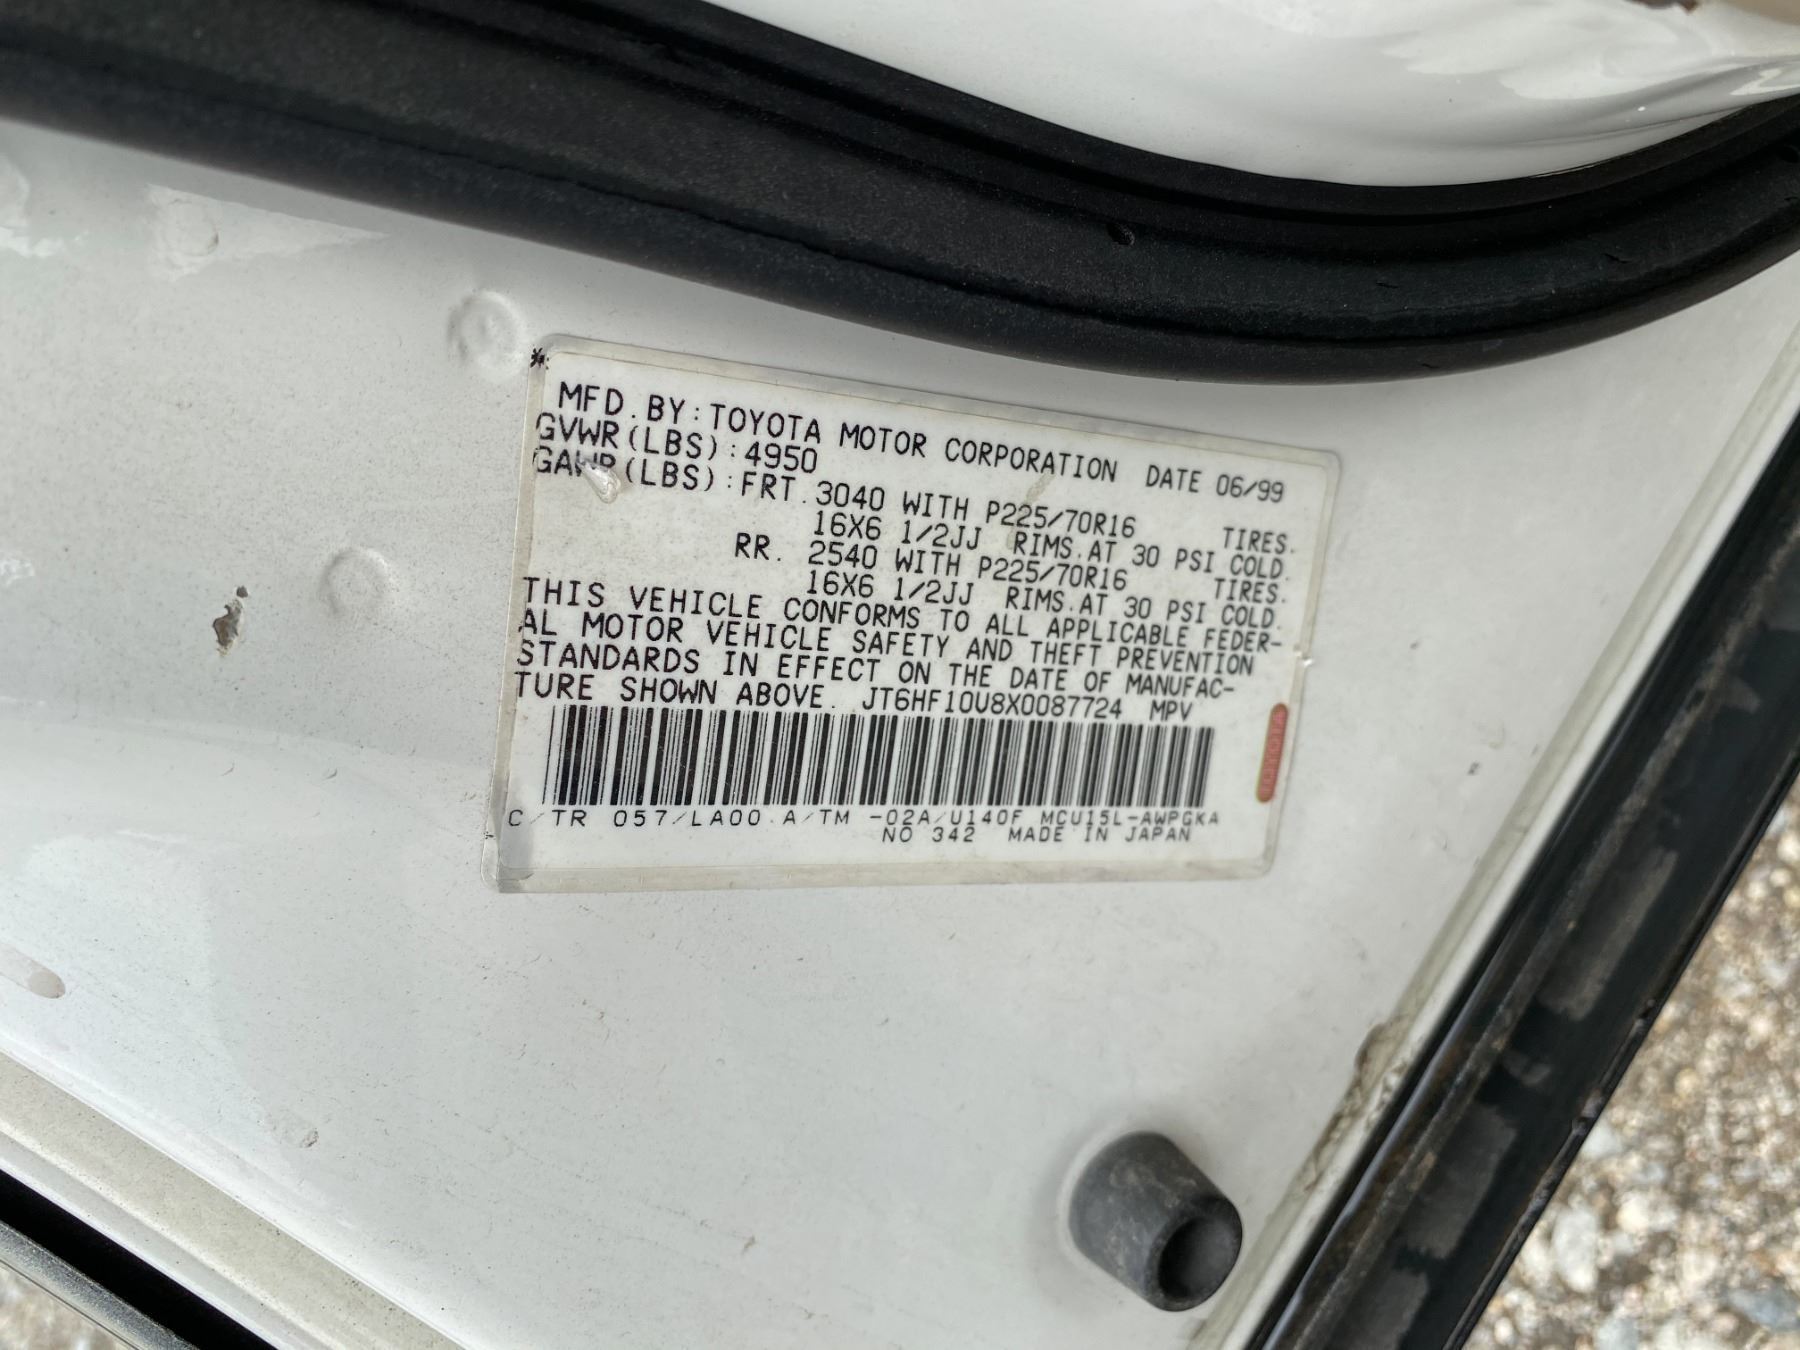 MFD. BY: TOYOTA MOTOR CORPORATION DATE 06/99
GVWR(LBS): 4950
GAWR(LBS): FRT. 3040 WITH P225/70R16 TIRES.
16X6 1/2JJ RIMS. AT 30 PSI COLD.
RR. 2540 WITH P225/70R16 TIRES.
16X6 1/2JJ RIMS. AT 30 PSI COLD.
THIS VEHICLE CONFORMS TO ALL APPLICABLE FEDER-
AL MOTOR VEHICLE SAFETY AND THEFT PREVENTION
STANDARDS IN EFFECT ON THE DATE OF MANUFAC-
TURE SHOWN ABOVE. JT6HF10U8X0087724 MPV
TOYOTA
C/TR 057/LA00 A/TM -02A/U140F MCU15L-AWPGKA
NO 342 MADE IN JAPAN